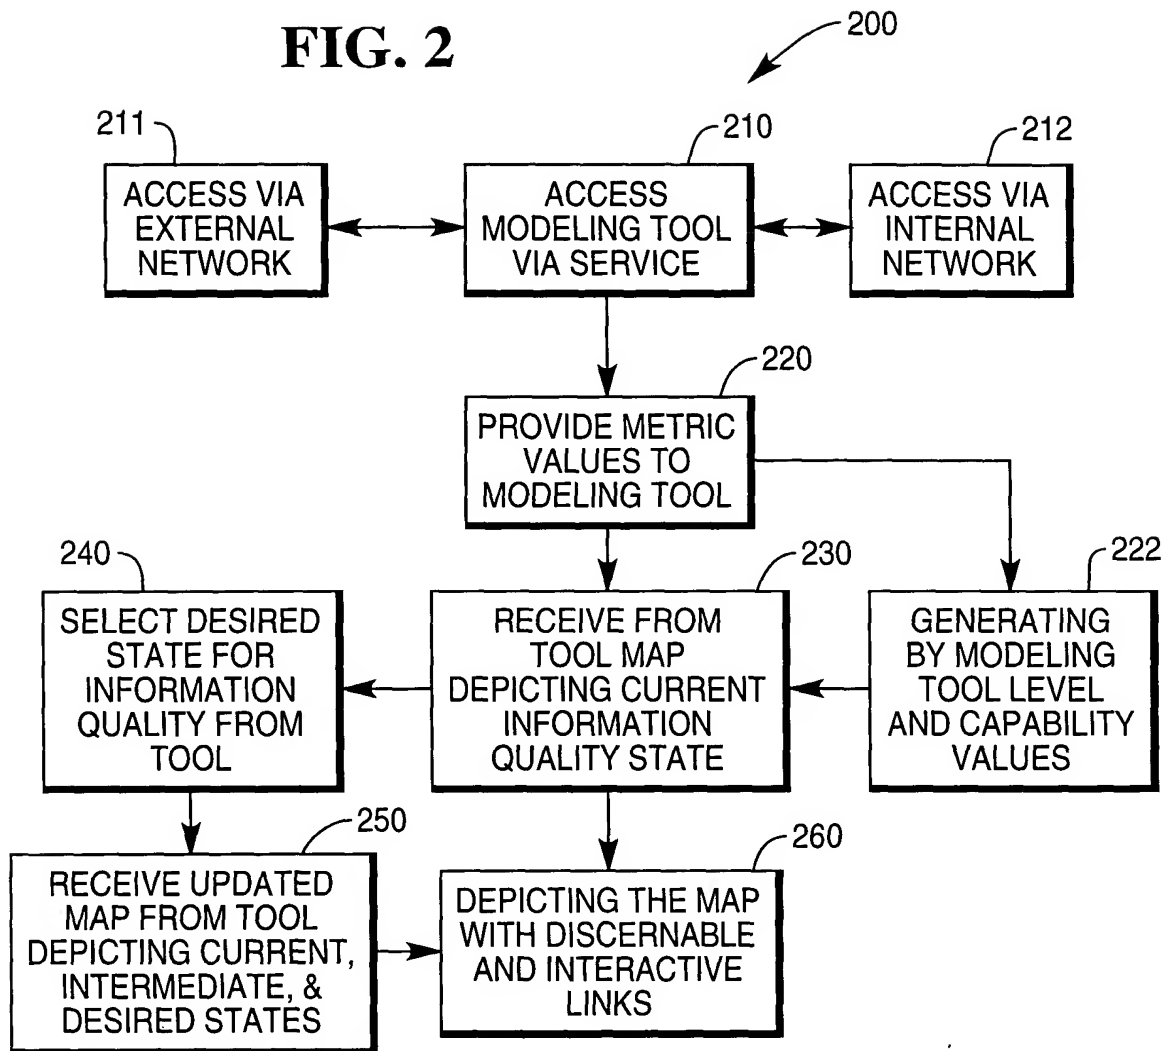 FIG. 2
200
211
210
212
ACCESS VIA
EXTERNAL
NETWORK
ACCESS
MODELING TOOL
VIA SERVICE
ACCESS VIA
INTERNAL
NETWORK
220
PROVIDE METRIC
VALUES TO
MODELING TOOL
240
230
222
SELECT DESIRED
STATE FOR
INFORMATION
QUALITY FROM
TOOL
RECEIVE FROM
TOOL MAP
DEPICTING CURRENT
INFORMATION
QUALITY STATE
GENERATING
BY MODELING
TOOL LEVEL
AND CAPABILITY
VALUES
250
260
RECEIVE UPDATED
MAP FROM TOOL
DEPICTING CURRENT,
INTERMEDIATE, &
DESIRED STATES
DEPICTING THE MAP
WITH DISCERNABLE
AND INTERACTIVE
LINKS